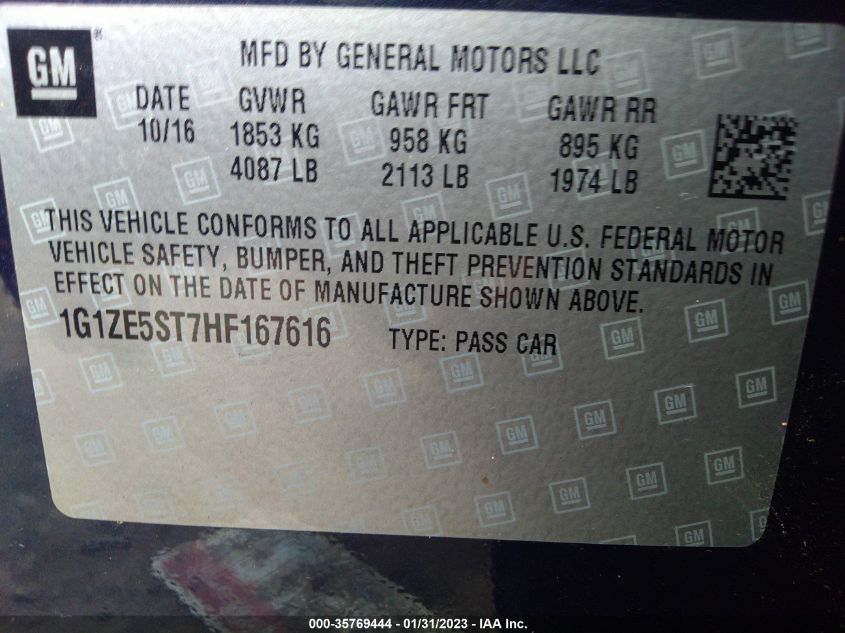 GM
MFD BY GENERAL MOTORS LLC
DATE GVWR GAWR FRT GAWR RR
10/16 1853 KG 958 KG 895 KG
4087 LB 2113 LB 1974 LB
THIS VEHICLE CONFORMS TO ALL APPLICABLE U.S. FEDERAL MOTOR
VEHICLE SAFETY, BUMPER, AND THEFT PREVENTION STANDARDS IN
EFFECT ON THE DATE OF MANUFACTURE SHOWN ABOVE.
1G1ZE5ST7HF167616 TYPE: PASS CAR
000-35769444 - 01/31/2023 - IAA Inc.